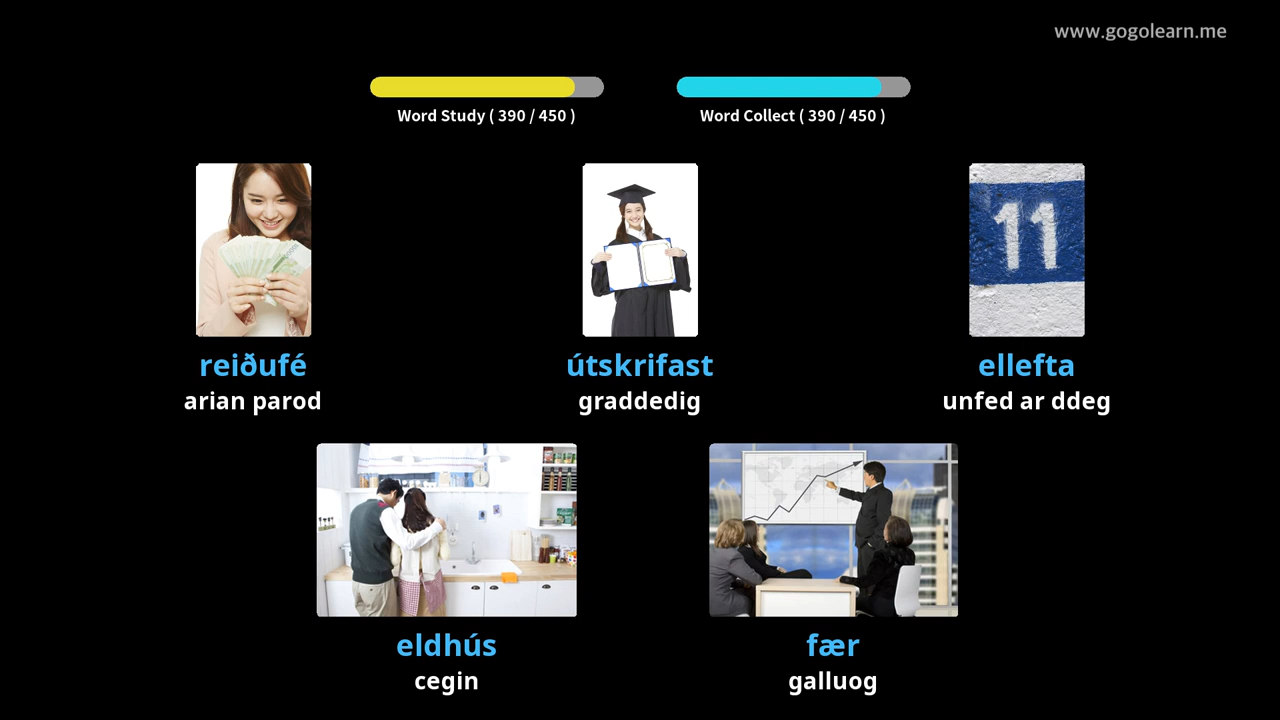 www.gogolearn.me
Word Study ( 390 / 450 )
Word Collect ( 390 / 450 )
11
reiðufé
arian parod
útskrifast
graddedig
ellefta
unfed ar ddeg
eldhús
cegin
fær
galluog